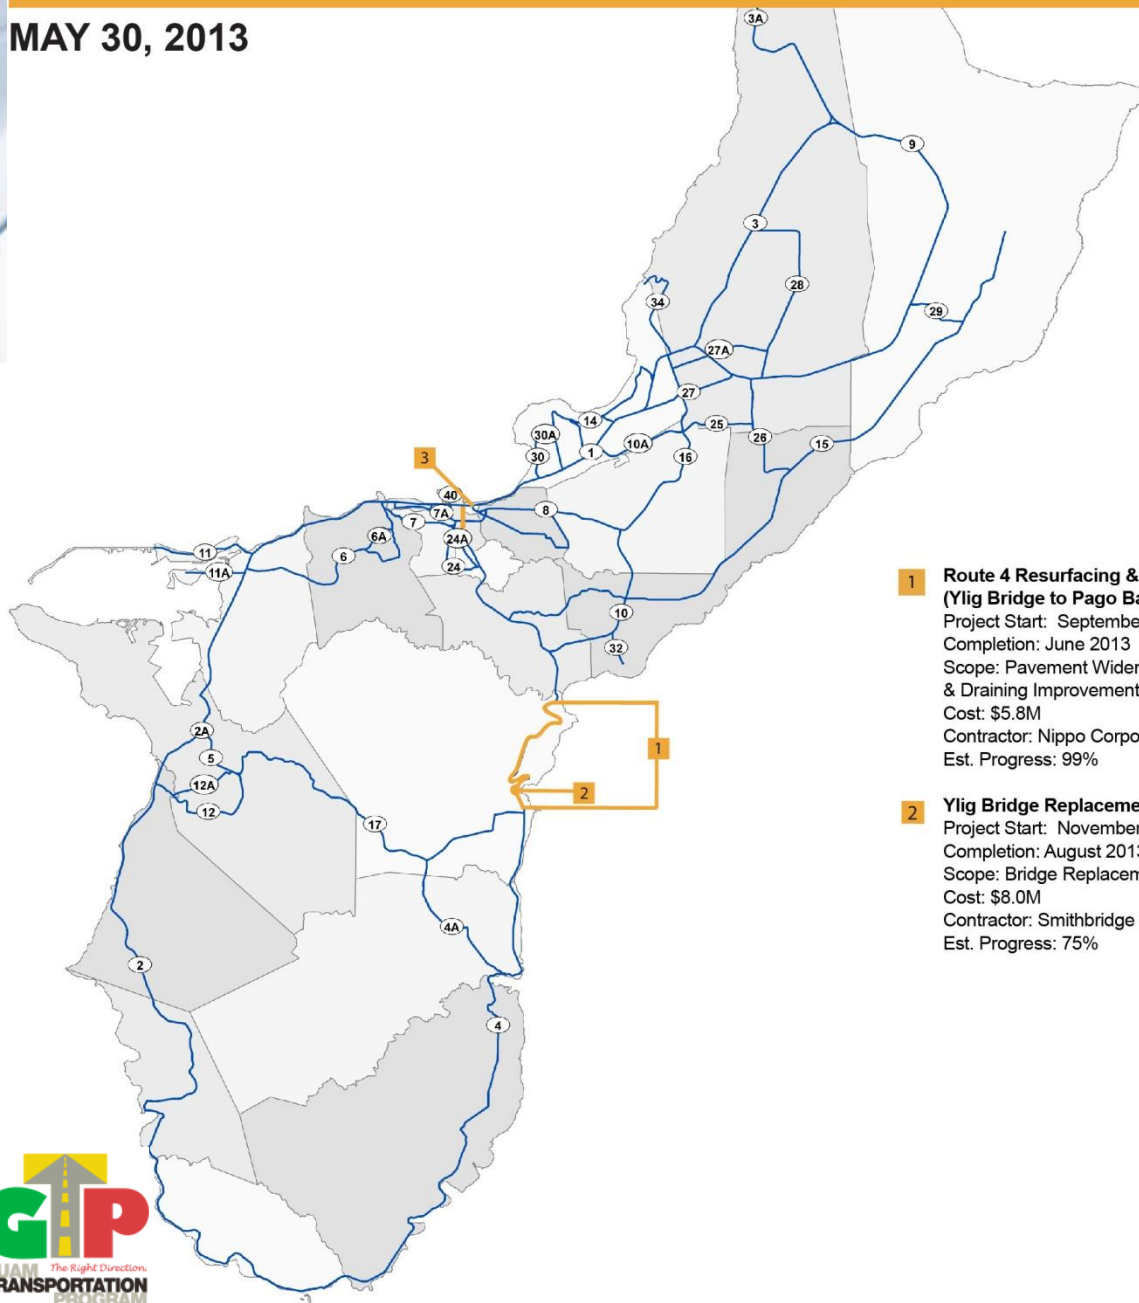 MAY 30, 2013
3A
9
3
28
34
29
27A
27
14
30A
25
1
10A
26
15
30
16
3
40
8
7A
7
6A
24A
11
6
24
11A
10
32
2A
1
5
12A
2
12
17
4A
2
4
1
Route 4 Resurfacing &
(Ylig Bridge to Pago Ba
Project Start: Septembe
Completion: June 2013
Scope: Pavement Wider
& Draining Improvement
Cost: $5.8M
Contractor: Nippo Corpo
Est. Progress: 99%
2
Ylig Bridge Replaceme
Project Start: November
Completion: August 2013
Scope: Bridge Replacem
Cost: $8.0M
Contractor: Smithbridge
Est. Progress: 75%
GTP
UAM The Right Direction.
RANSPORTATION
PROGRAM